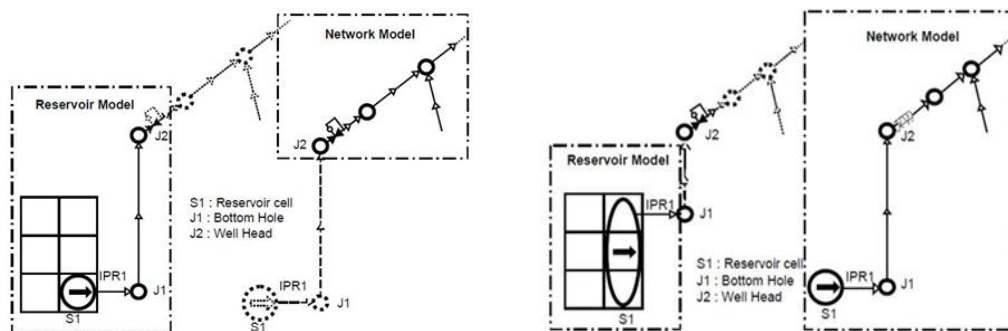 Network Model
Reservoir Model
J2
J2
S1 : Reservoir cell
J1 : Bottom Hole
J2 : Well Head
IPR1
J1
S1
IPR1
J1
S1
Network Model
J2
J2
Reservoir Model
IPR1
J1
S1 : Reservoir cell
J1 : Bottom Hole
J2 : Well Head
S1
IPR1
J1
S1